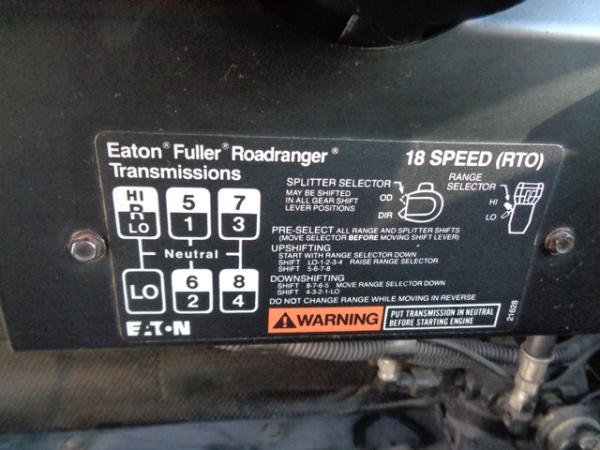 Eaton® Fuller® Roadranger®
Transmissions
18 SPEED (RTO)
HI
R
LO
5
1
7
3
Neutral
LO
6
2
8
4
EATON
SPLITTER SELECTOR
MAY BE SHIFTED
IN ALL GEAR SHIFT
LEVER POSITIONS
OD
DIR
RANGE
SELECTOR
HI
LO
PRE-SELECT ALL RANGE AND SPLITTER SHIFTS
(MOVE SELECTOR BEFORE MOVING SHIFT LEVER)
UPSHIFTING
START WITH RANGE SELECTOR DOWN
SHIFT LO-1-2-3-4 RAISE RANGE SELECTOR
SHIFT 5-6-7-8
DOWNSHIFTING
SHIFT 8-7-6-5 MOVE RANGE SELECTOR DOWN
SHIFT 4-3-2-1-LO
DO NOT CHANGE RANGE WHILE MOVING IN REVERSE
WARNING
PUT TRANSMISSION IN NEUTRAL
BEFORE STARTING ENGINE
21628